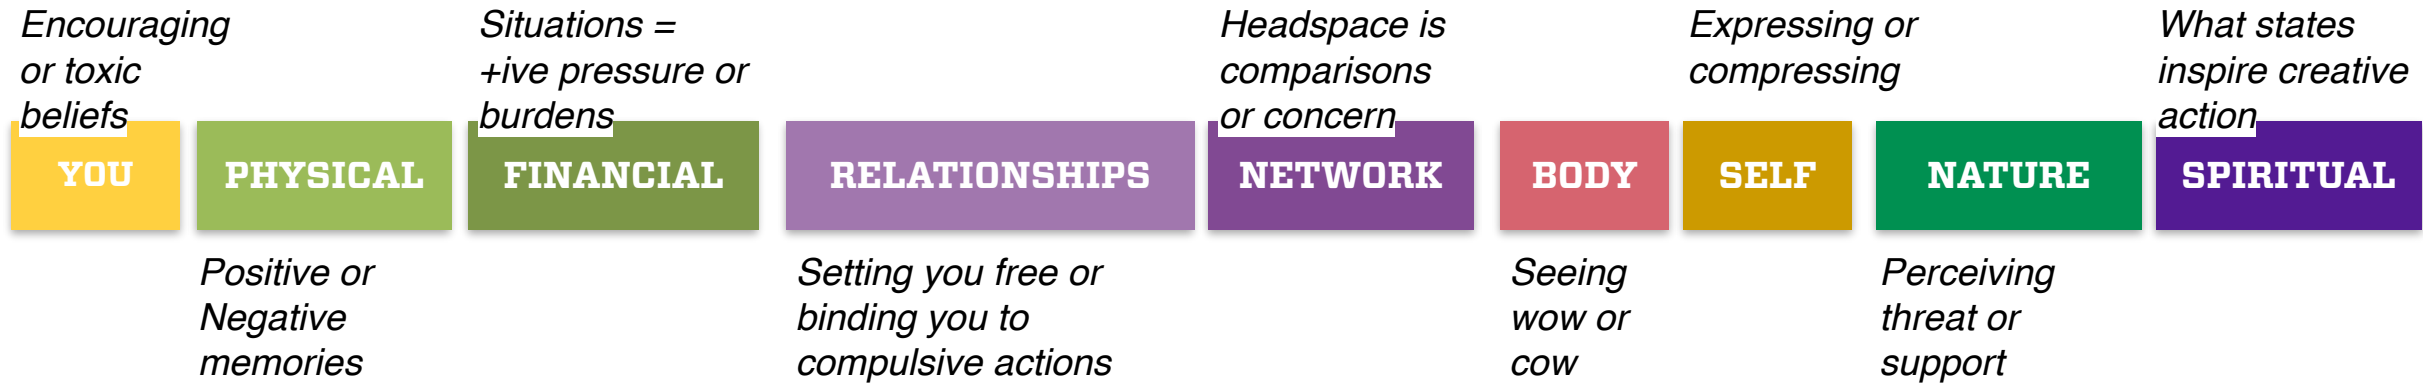 Encouraging
or toxic
beliefs
Situations =
+ive pressure or
burdens
Headspace is
comparisons
or concern
Expressing or
compressing
What states
inspire creative
action
YOU
PHYSICAL
FINANCIAL
RELATIONSHIPS
NETWORK
BODY
SELF
NATURE
SPIRITUAL
Positive or
Negative
memories
Setting you free or
binding you to
compulsive actions
Seeing
wow or
cow
Perceiving
threat or
support